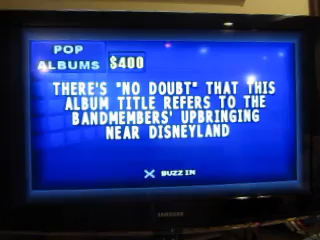 POP
ALBUMS $400
THERE'S "NO DOUBT" THAT THIS
ALBUM TITLE REFERS TO THE
BANDMEMBERS' UPBRINGING
NEAR DISNEYLAND
X BUZZ IN
SAMSUNG